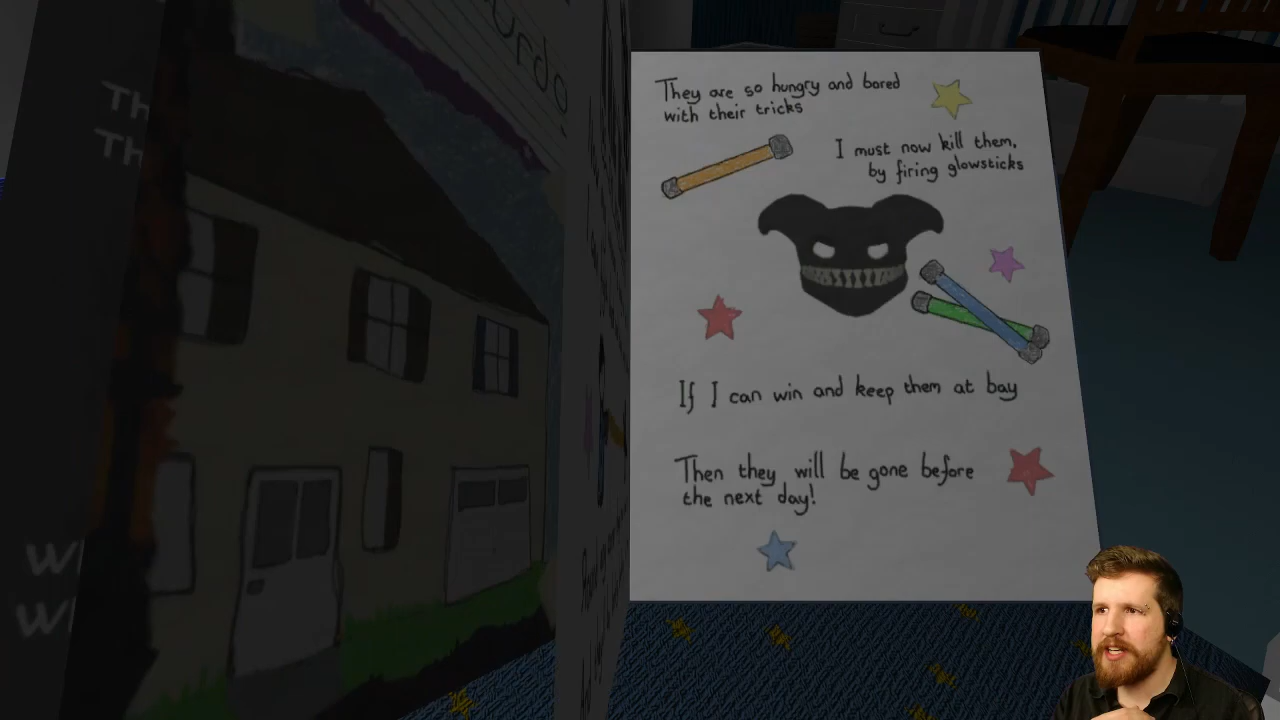 They are so hungry and bored
with their tricks
I must now kill them,
by firing glowsticks
If I can win and keep them at bay
Then they will be gone before
the next day!